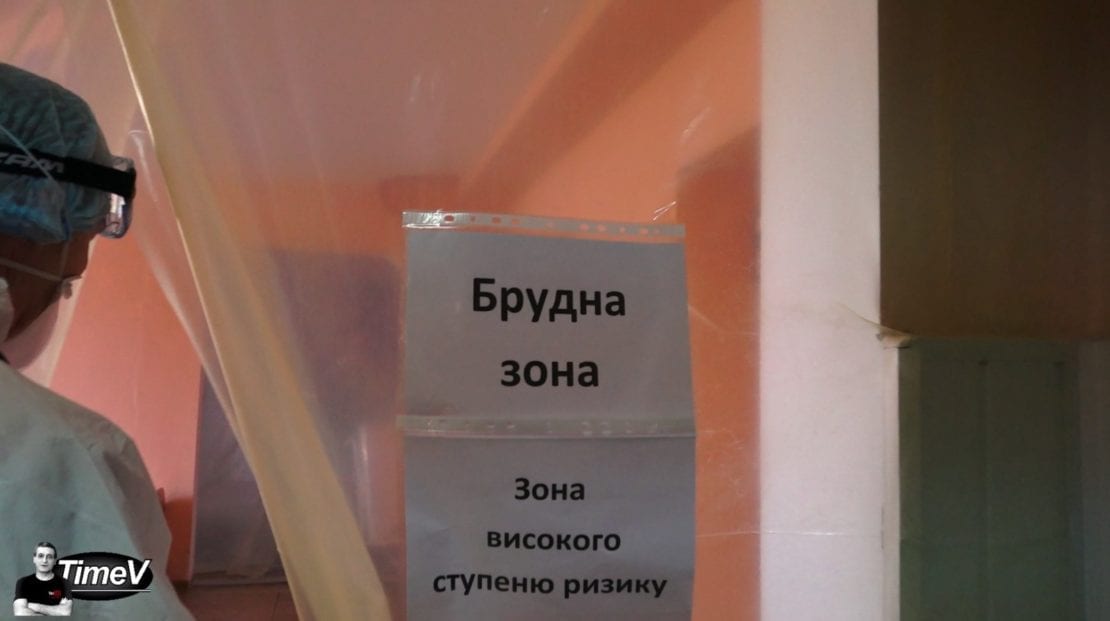 Брудна
зона
Зона
високого
ступеню ризику
TimeV